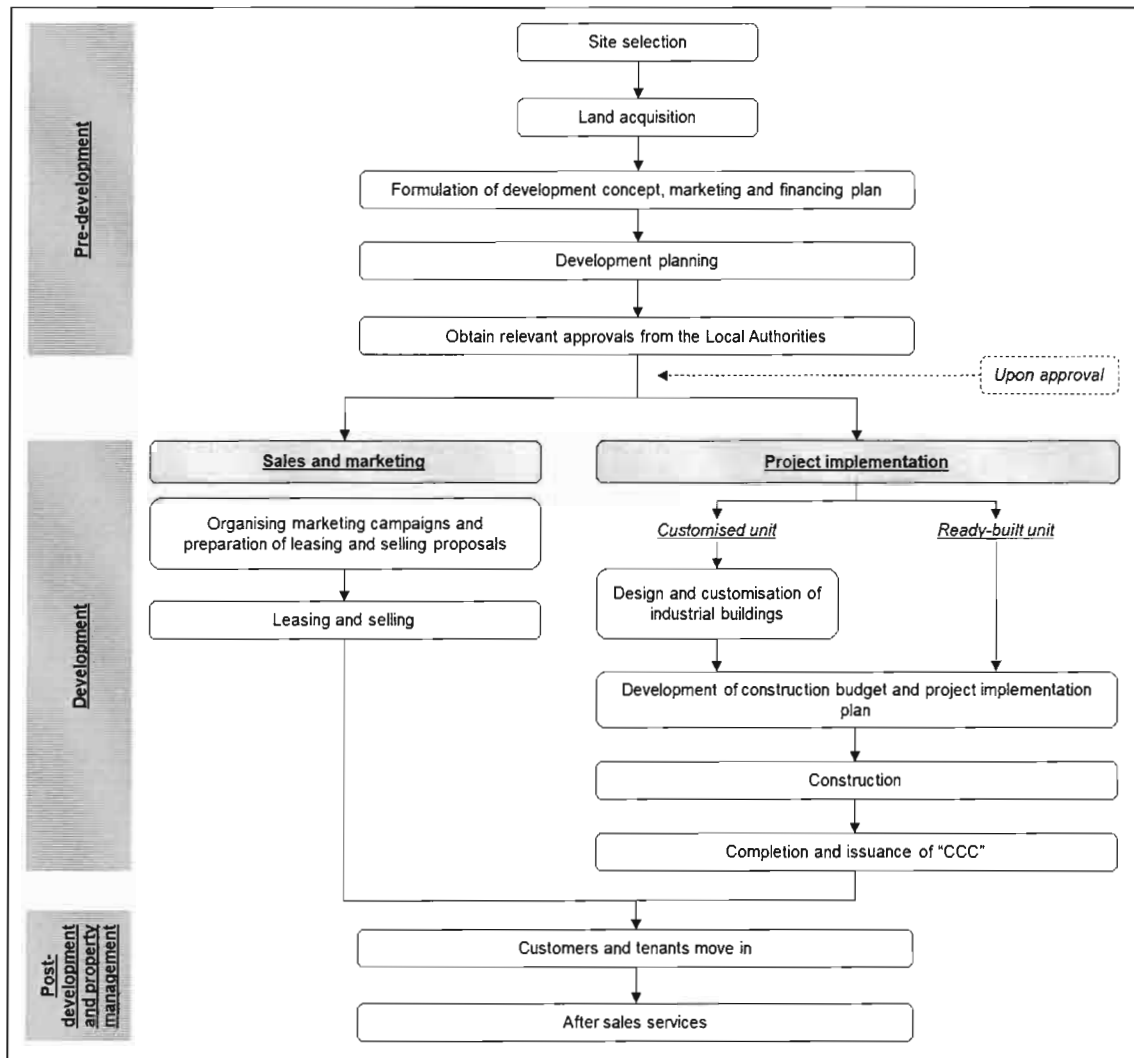 Site selection
Land acquisition
Pre-development
Formulation of development concept, marketing and financing plan
Development planning
Obtain relevant approvals from the Local Authorities
Upon approval
Sales and marketing
Project implementation
Organising marketing campaigns and
preparation of leasing and selling proposals
Customised unit
Ready-built unit
Design and customisation of
industrial buildings
Leasing and selling
Development
Development of construction budget and project implementation
plan
Construction
Completion and issuance of “CCC”
Post-
development
and property
management
Customers and tenants move in
After sales services